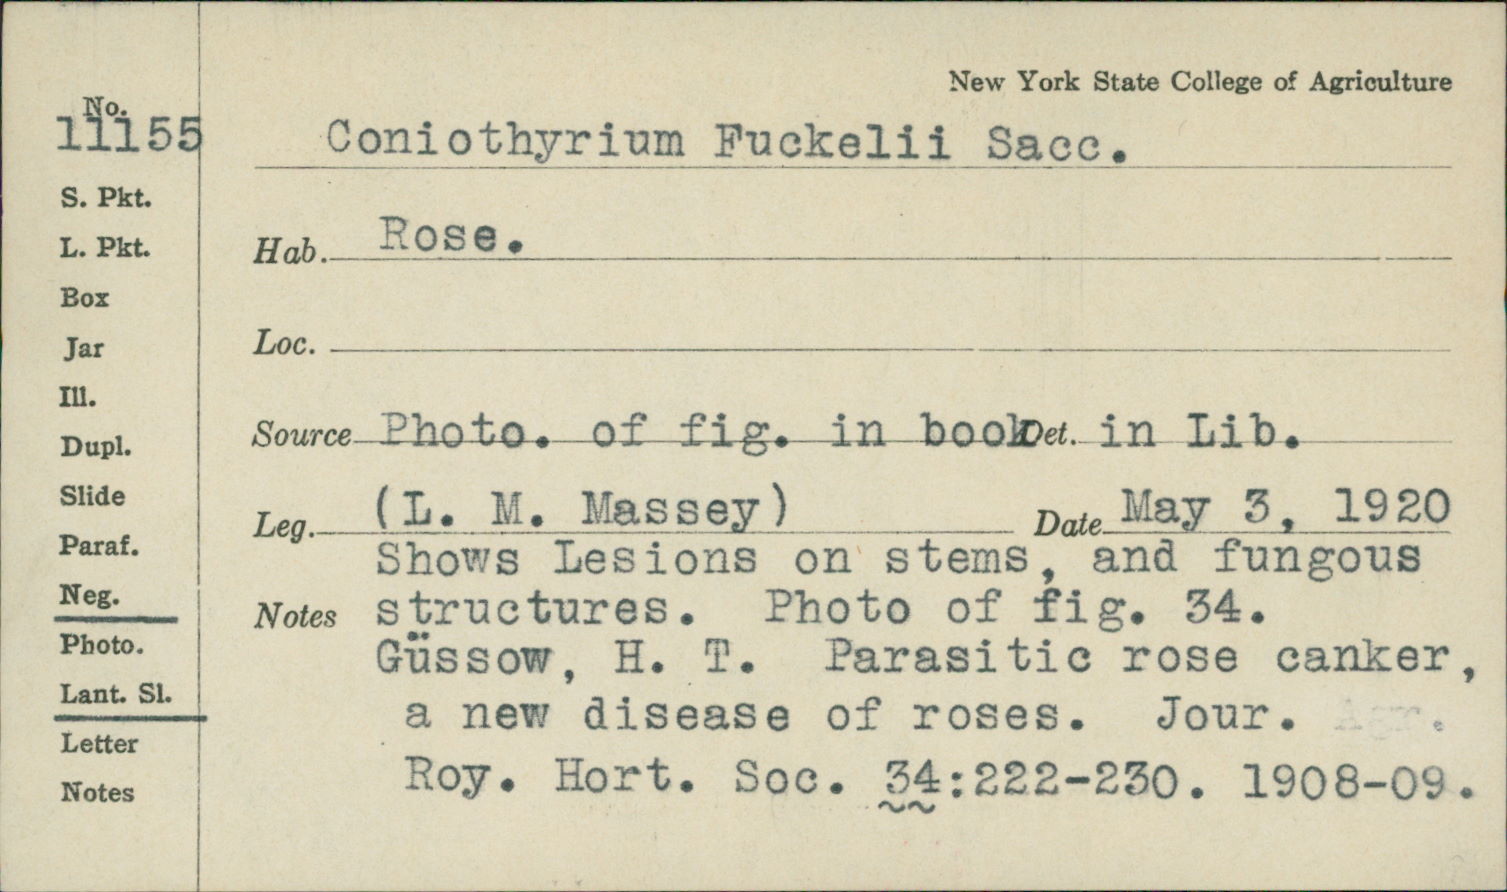 New York State College of Agriculture
No.
11155
Coniothyrium Fuckelii Sacc.
S. Pkt.
L. Pkt.
Box
Jar
Ill.
Dupl.
Slide
Paraf.
Neg.
Photo.
Lant. Sl.
Letter
Notes
Hab. Rose.
Loc.
Source Photo. of fig. in book Det. in Lib.
Leg. (L. M. Massey) Date May 3, 1920
Shows Lesions on stems, and fungous
Notes structures. Photo of fig. 34.
Güssow, H. T. Parasitic rose canker,
a new disease of roses. Jour. Agr.
Roy. Hort. Soc. 34:222-230. 1908-09.